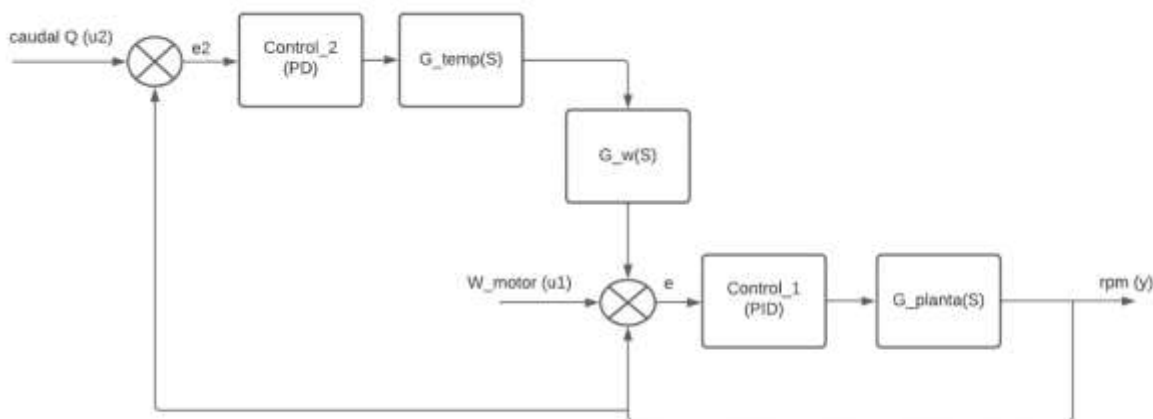 caudal Q (u2)
e2
Control_2
(PD)
G_temp(S)
G_w(S)
W_motor (u1)
e
Control_1
(PID)
G_planta(S)
rpm (y)